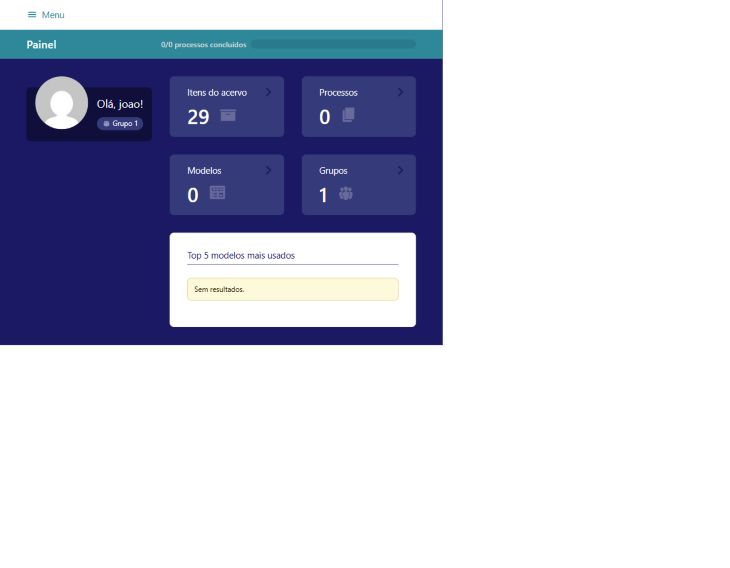 Menu
Painel
0/0 processos concluídos
Olá, joao!
Grupo 1
Itens do acervo
29
Processos
0
Modelos
0
Grupos
1
Top 5 modelos mais usados
Sem resultados.